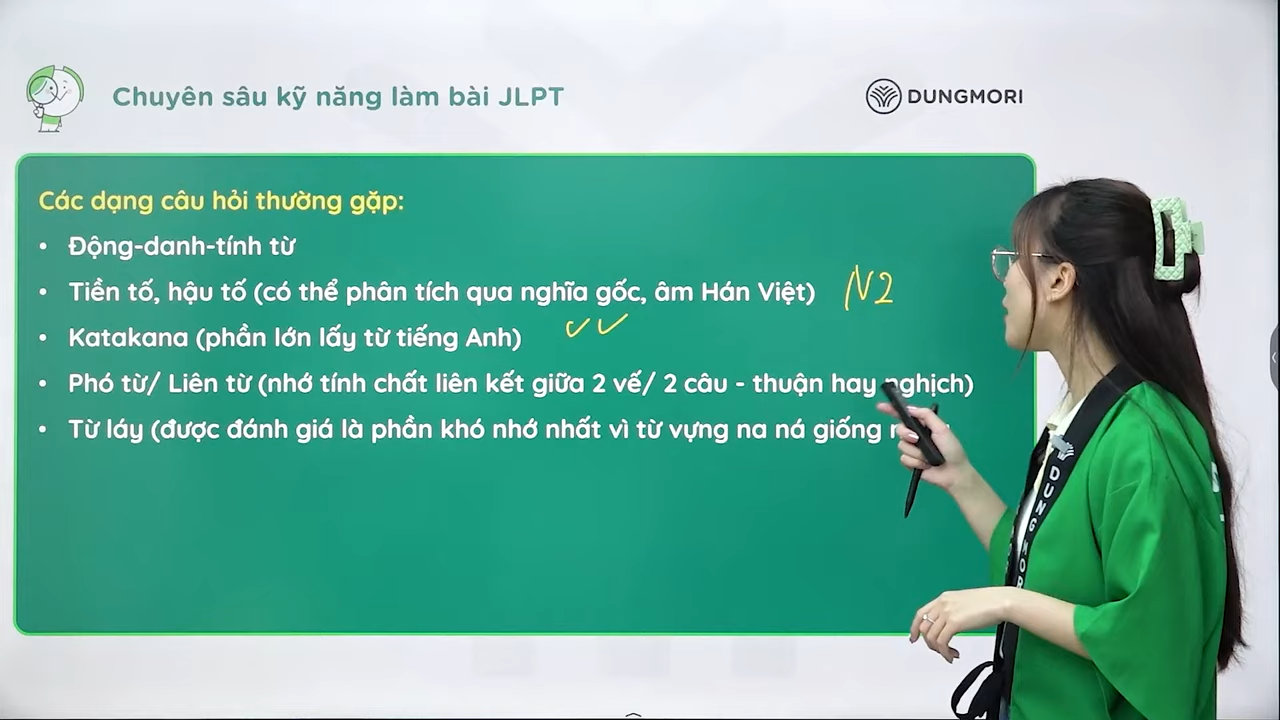 Chuyên sâu kỹ năng làm bài JLPT
DUNGMORI
Các dạng câu hỏi thường gặp:
• Động-danh-tính từ
• Tiền tố, hậu tố (có thể phân tích qua nghĩa gốc, âm Hán Việt) N2
• Katakana (phần lớn lấy từ tiếng Anh)
• Phó từ/ Liên từ (nhớ tính chất liên kết giữa 2 vế/ 2 câu - thuận hay nghịch)
• Từ láy (được đánh giá là phần khó nhớ nhất vì từ vựng na ná giống
DUNG MOR